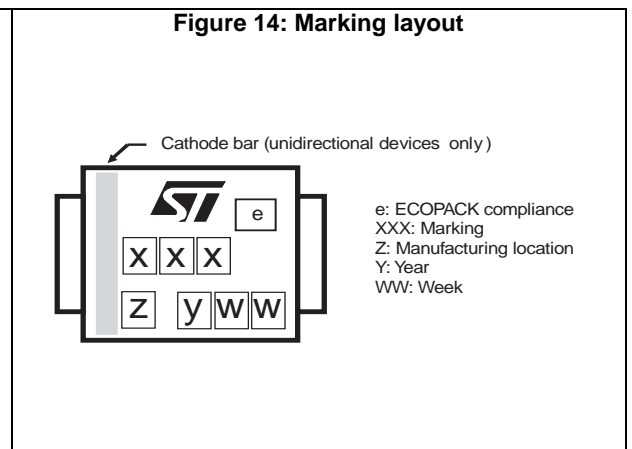 Figure 14: Marking layout
Cathode bar (unidirectional devices only)
ST
e
x x x
z y w w
e: ECOPACK compliance
XXX: Marking
Z: Manufacturing location
Y: Year
WW: Week